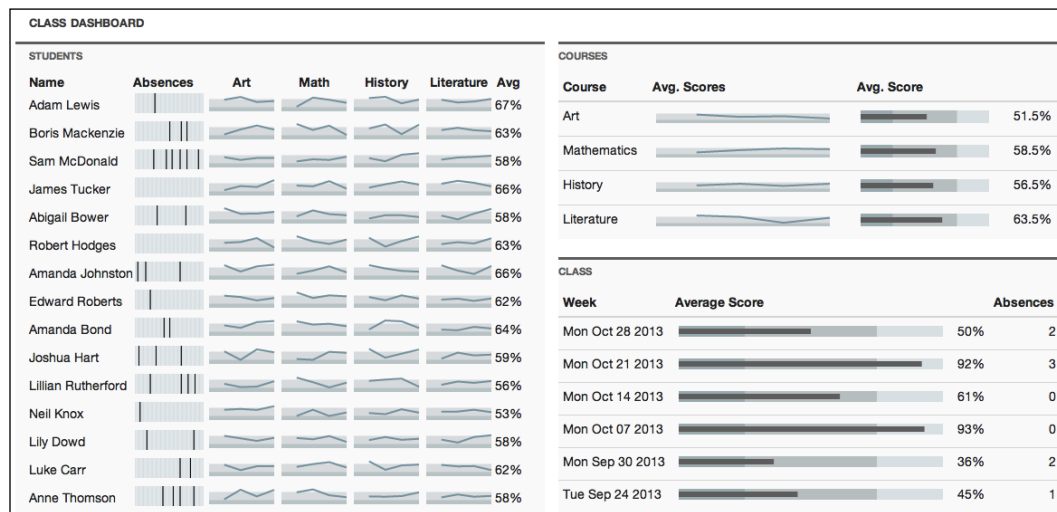 CLASS DASHBOARD
STUDENTS
Name Absences Art Math History Literature Avg
Adam Lewis 67%
Boris Mackenzie 63%
Sam McDonald 58%
James Tucker 66%
Abigail Bower 58%
Robert Hodges 63%
Amanda Johnston 66%
Edward Roberts 62%
Amanda Bond 64%
Joshua Hart 59%
Lillian Rutherford 56%
Neil Knox 53%
Lily Dowd 58%
Luke Carr 62%
Anne Thomson 58%
COURSES
Course Avg. Scores Avg. Score
Art 51.5%
Mathematics 58.5%
History 56.5%
Literature 63.5%
CLASS
Week Average Score Absences
Mon Oct 28 2013 50% 2
Mon Oct 21 2013 92% 3
Mon Oct 14 2013 61% 0
Mon Oct 07 2013 93% 0
Mon Sep 30 2013 36% 2
Tue Sep 24 2013 45% 1